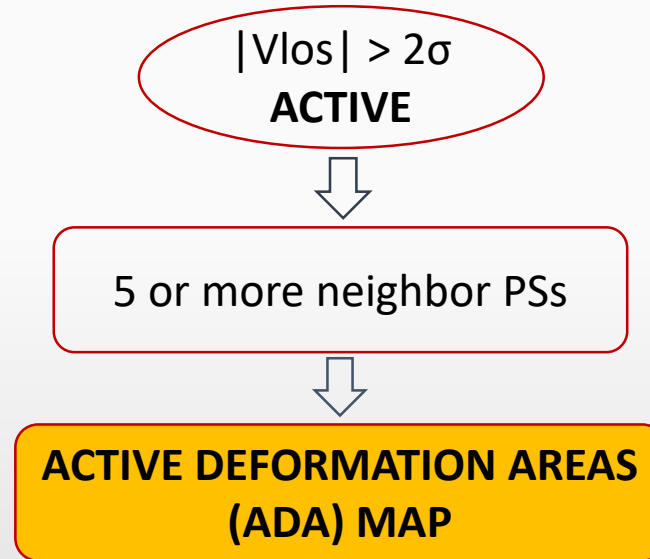 |Vlos| > 2σ
ACTIVE
5 or more neighbor PSs
ACTIVE DEFORMATION AREAS
(ADA) MAP